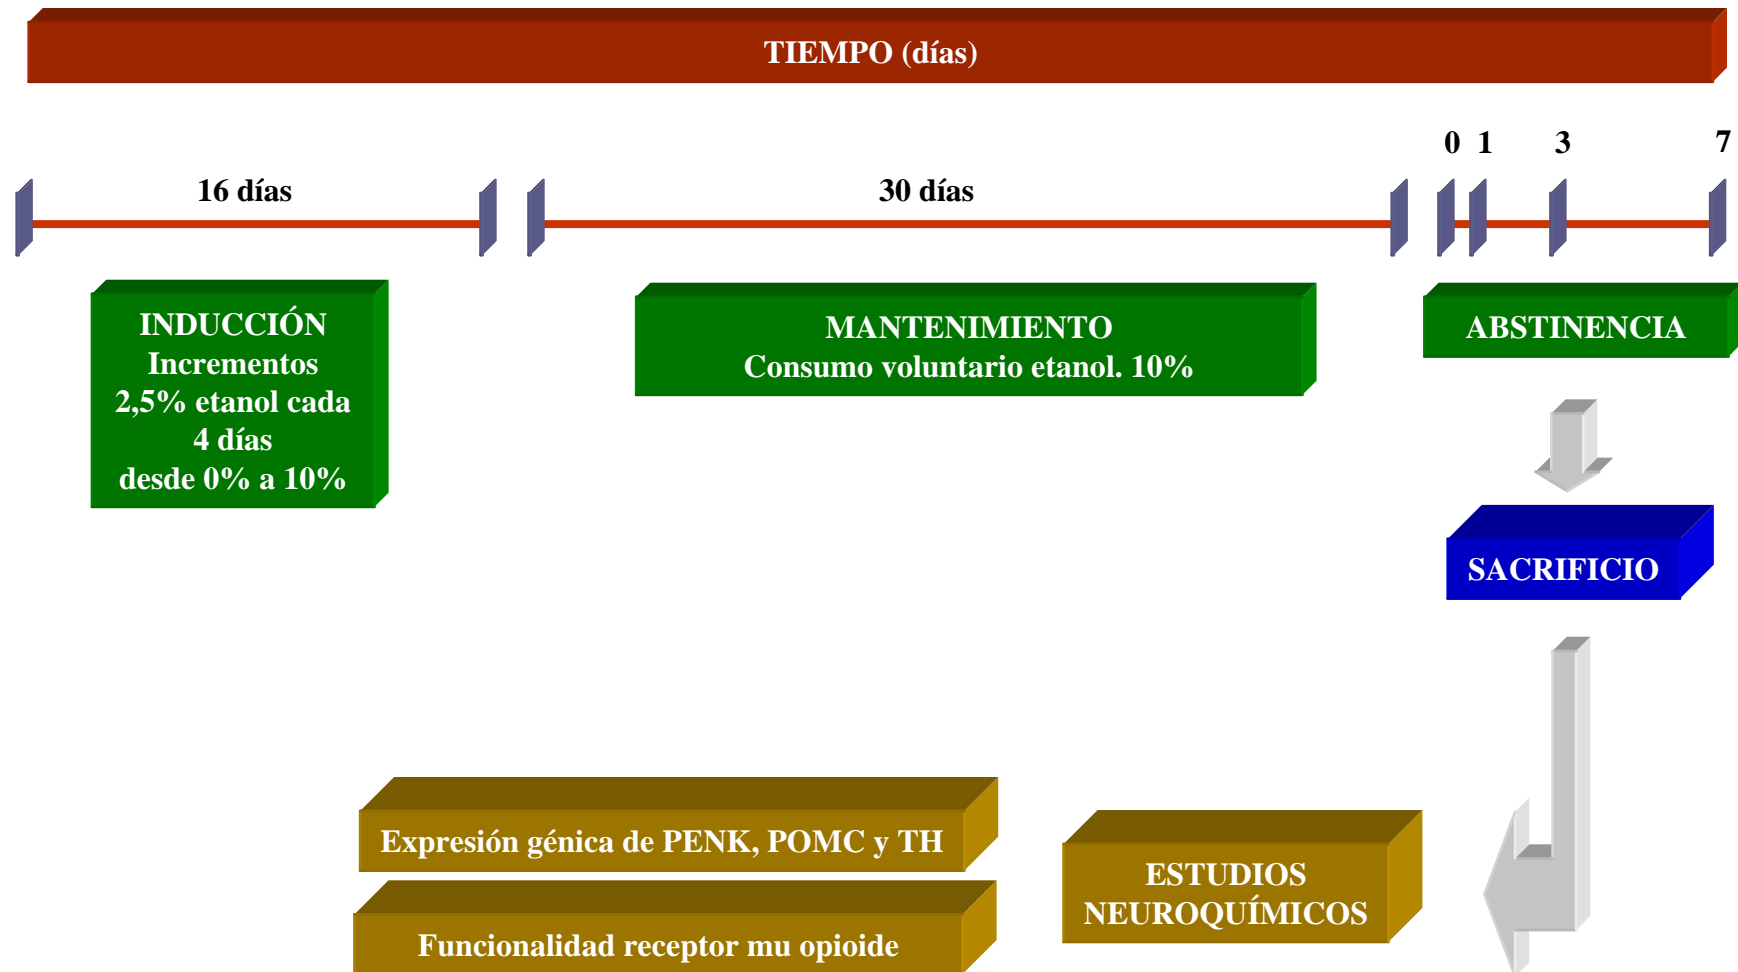 TIEMPO (días)
0 1 3 7
16 días
30 días
INDUCCIÓN
Incrementos
2,5% etanol cada
4 días
desde 0% a 10%
MANTENIMIENTO
Consumo voluntario etanol. 10%
ABSTINENCIA
SACRIFICIO
Expresión génica de PENK, POMC y TH
Funcionalidad receptor mu opioide
ESTUDIOS
NEUROQUÍMICOS